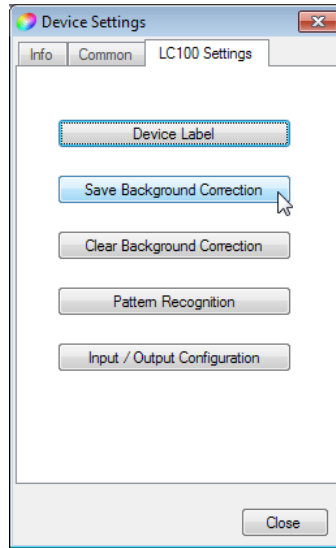 Device Settings
Info Common LC100 Settings
Device Label
Save Background Correction
Clear Background Correction
Pattern Recognition
Input / Output Configuration
Close